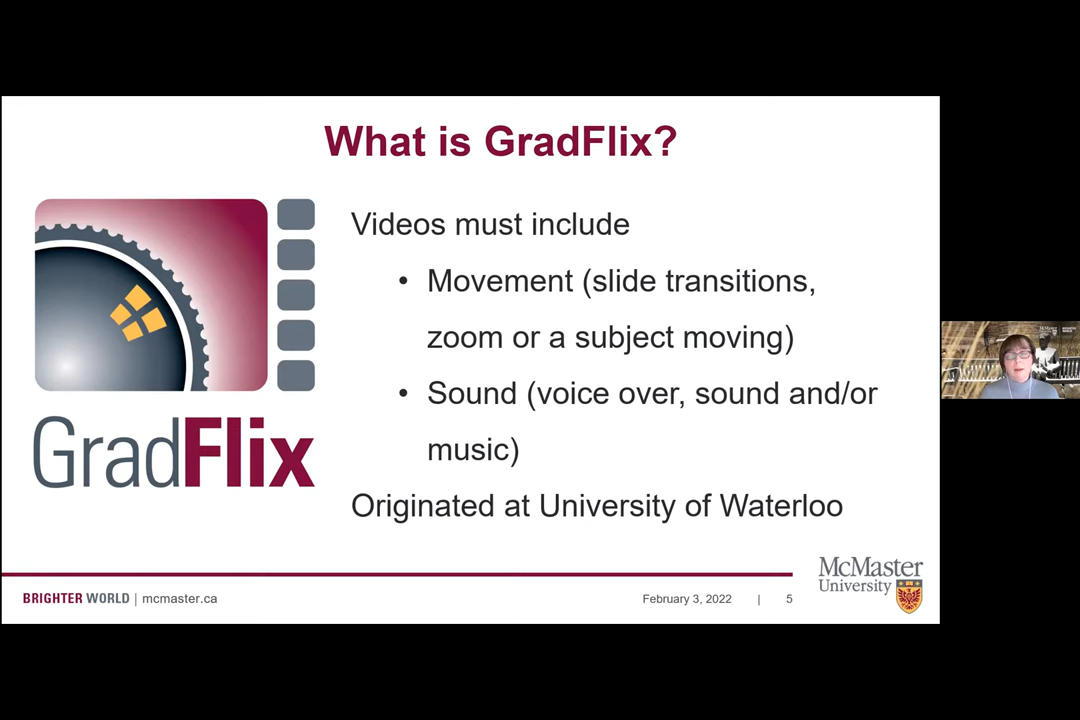 What is GradFlix?
Videos must include
• Movement (slide transitions,
zoom or a subject moving)
• Sound (voice over, sound and/or
music)
Originated at University of Waterloo
GradFlix
BRIGHTER WORLD | mcmaster.ca
February 3, 2022 | 5
McMaster
University